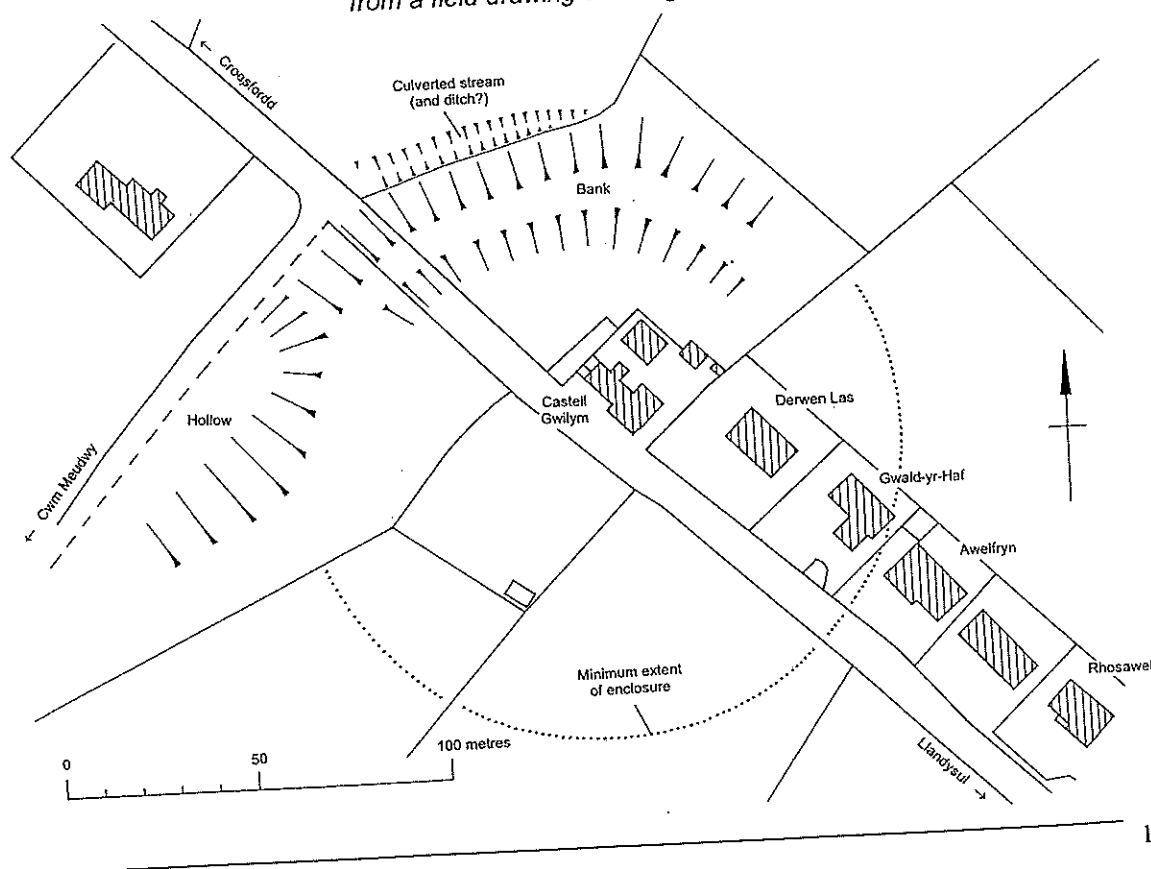 from a field drawing
← Croesffordd
Culverted stream
(and ditch?)
Bank
Hollow
← Cwm Meudwy
Castell
Gwilym
Derwen Las
Gwald-yr-Haf
Awelfryn
Rhosawel
Minimum extent
of enclosure
Llandysul →
0
50
100 metres
1